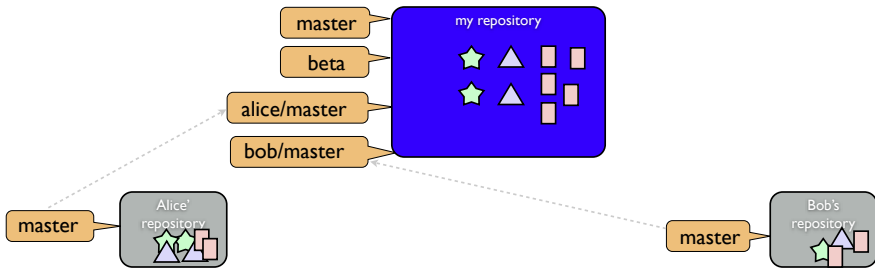 master
my repository
beta
alice/master
bob/master
master
Alice'
repository
master
Bob's
repository